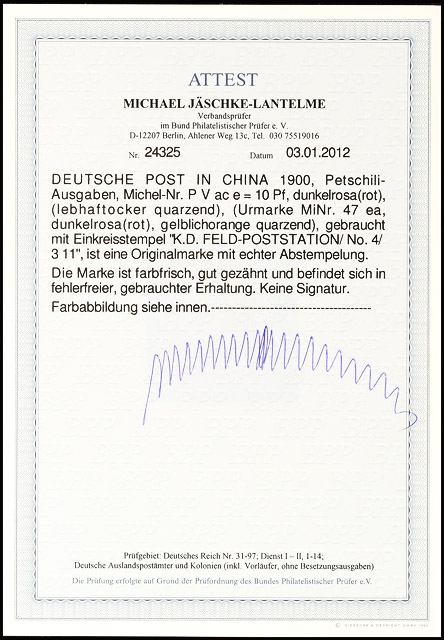 ATTEST
MICHAEL JÄSCHKE-LANTELME
Verbandsprüfer
im Bund Philatelistischer Prüfer e. V.
D-12207 Berlin, Ahlener Weg 13c, Tel. 030 75519016
Nr. 24325 Datum 03.01.2012
DEUTSCHE POST IN CHINA 1900, Petschili-
Ausgaben, Michel-Nr. P V ac e = 10 Pf, dunkelrosa(rot),
(lebhaftocker quarzend), (Urmarke MiNr. 47 ea,
dunkelrosa(rot), gelblichorange quarzend), gebraucht
mit Einkreisstempel "K.D. FELD-POSTSTATION/ No. 4/
3 11", ist eine Originalmarke mit echter Abstempelung.
Die Marke ist farbfrisch, gut gezähnt und befindet sich in
fehlerfreier, gebrauchter Erhaltung. Keine Signatur.
Farbabbildung siehe innen.-------------------------------------
Prüfgebiet: Deutsches Reich Nr. 31-97; Dienst I – II, 1-14;
Deutsche Auslandspostämter und Kolonien (inkl. Vorläufer, ohne Besetzungsausgaben)
Die Prüfung erfolgte auf Grund der Prüfordnung des Bundes Philatelistischer Prüfer e.V.